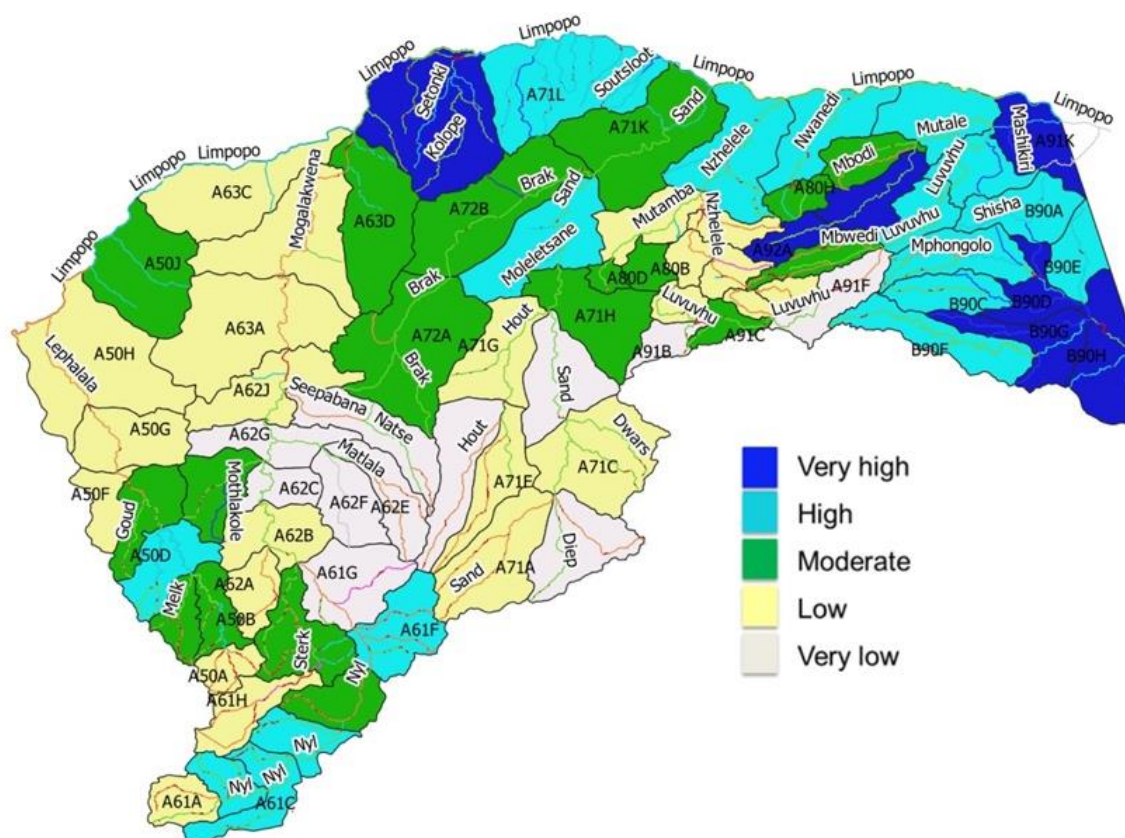 Limpopo
Limpopo
Limpopo
Limpopo
Limpopo
Limpopo
Limpopo
Limpopo
Limpopo
Setonki
Kolope
A71L
Soutsloot
Sand
A71K
Nzhelele
Nwanedi
Mutale
Mashikiri
A91K
Mbodi
A80H
Luvuvhu
A63C
Mogalakwena
A63D
A72B
Brak
Sand
Moleletsane
Mutamba
Nzhelele
A92A
Mbwedi
Luvuvhu
Shisha
B90A
Mphongolo
B90E
A50J
Brak
A80D
A80B
A91F
B90C
B90D
A63A
A72A
A71H
Luvuvhu
Luvuvhu
A91C
B90G
A50H
Lephalala
A71G
Hout
A91B
B90F
B90H
Brak
Sand
A62J
Seepabana
Natse
A50G
A62G
Hout
Dwars
Matlala
A71C
A50F
Mothlakole
A62C
A62F
A62E
A71E
Goud
A62B
A50D
A61G
Sand
A71A
Diep
Melk
A62A
A50B
A61F
Sterk
Nyl
A50A
A61H
Nyl
Nyl
Nyl
A61A
A61C
Very high
High
Moderate
Low
Very low